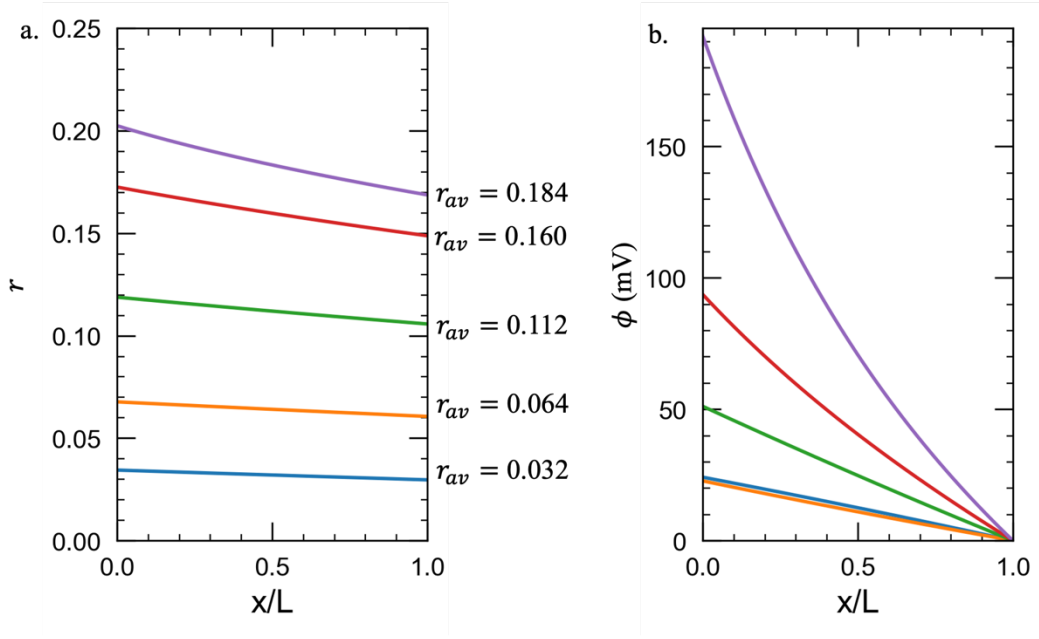 a.
0.25
0.20
0.15
0.10
0.05
0.00
r
0.0
0.5
1.0
x/L
r_av = 0.184
r_av = 0.160
r_av = 0.112
r_av = 0.064
r_av = 0.032
b.
150
100
50
0
ϕ (mV)
0.0
0.5
1.0
x/L